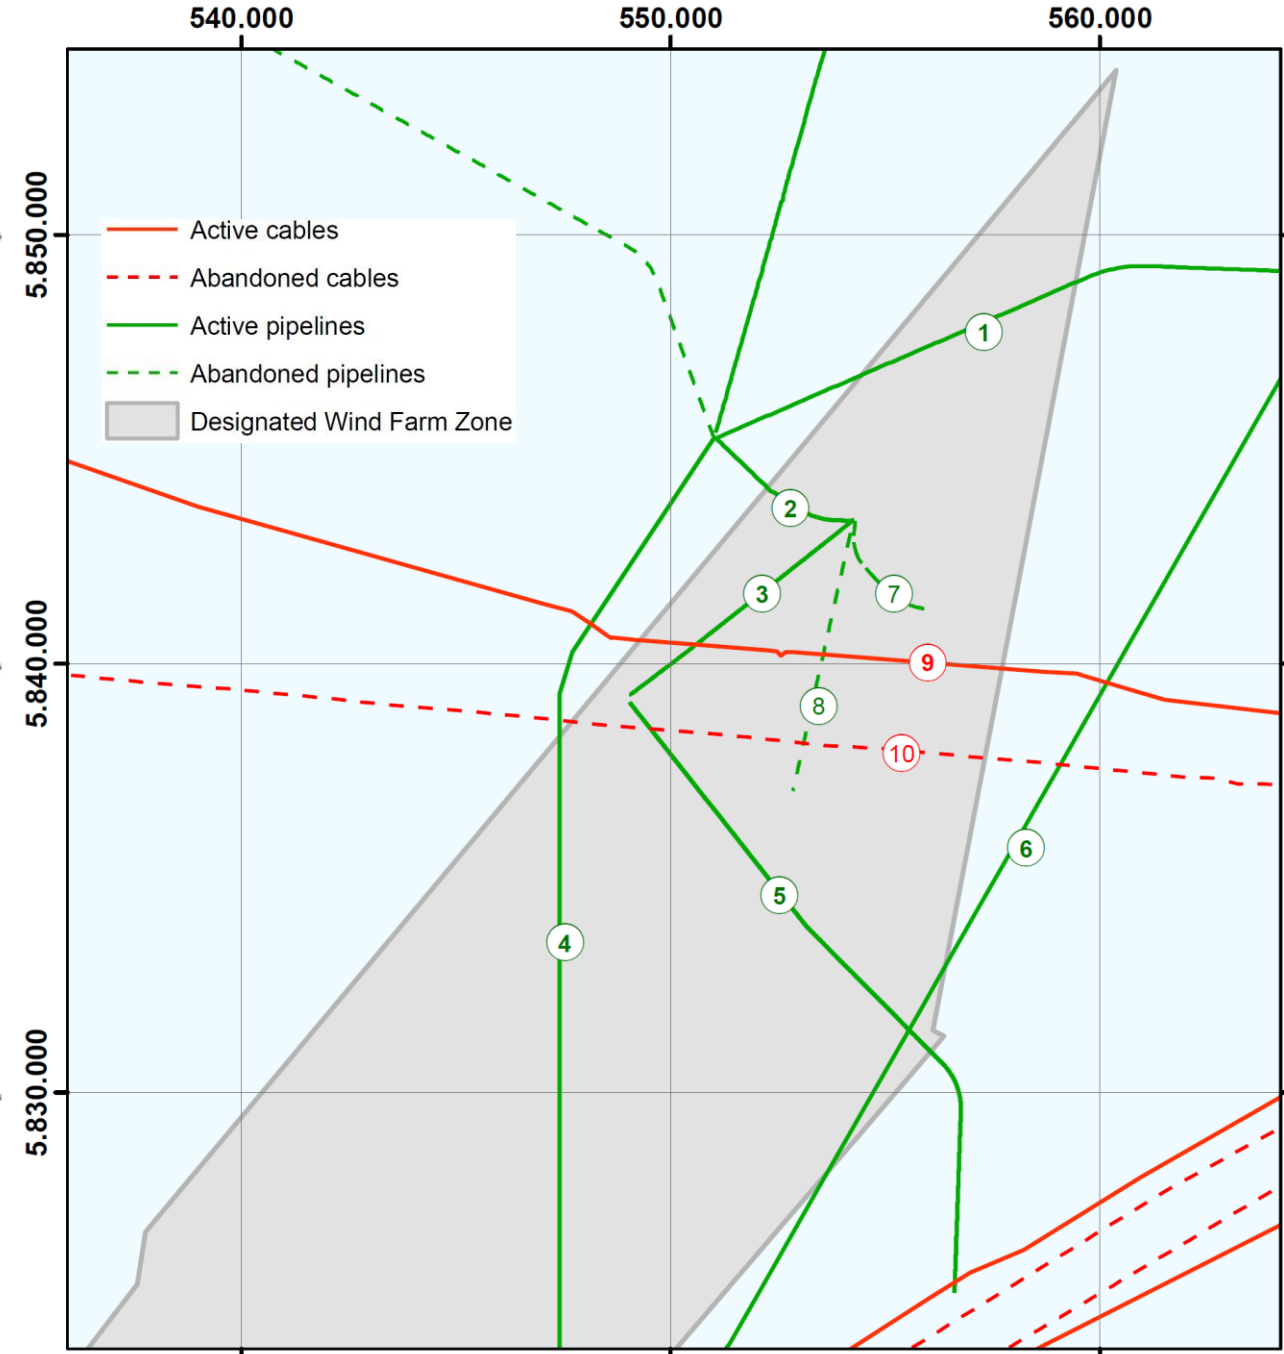 540.000 550.000 560.000
5.850.000
Active cables
Abandoned cables
Active pipelines
Abandoned pipelines
Designated Wind Farm Zone
1
2
3
7
5.840.000
9
8
10
6
5
4
5.830.000